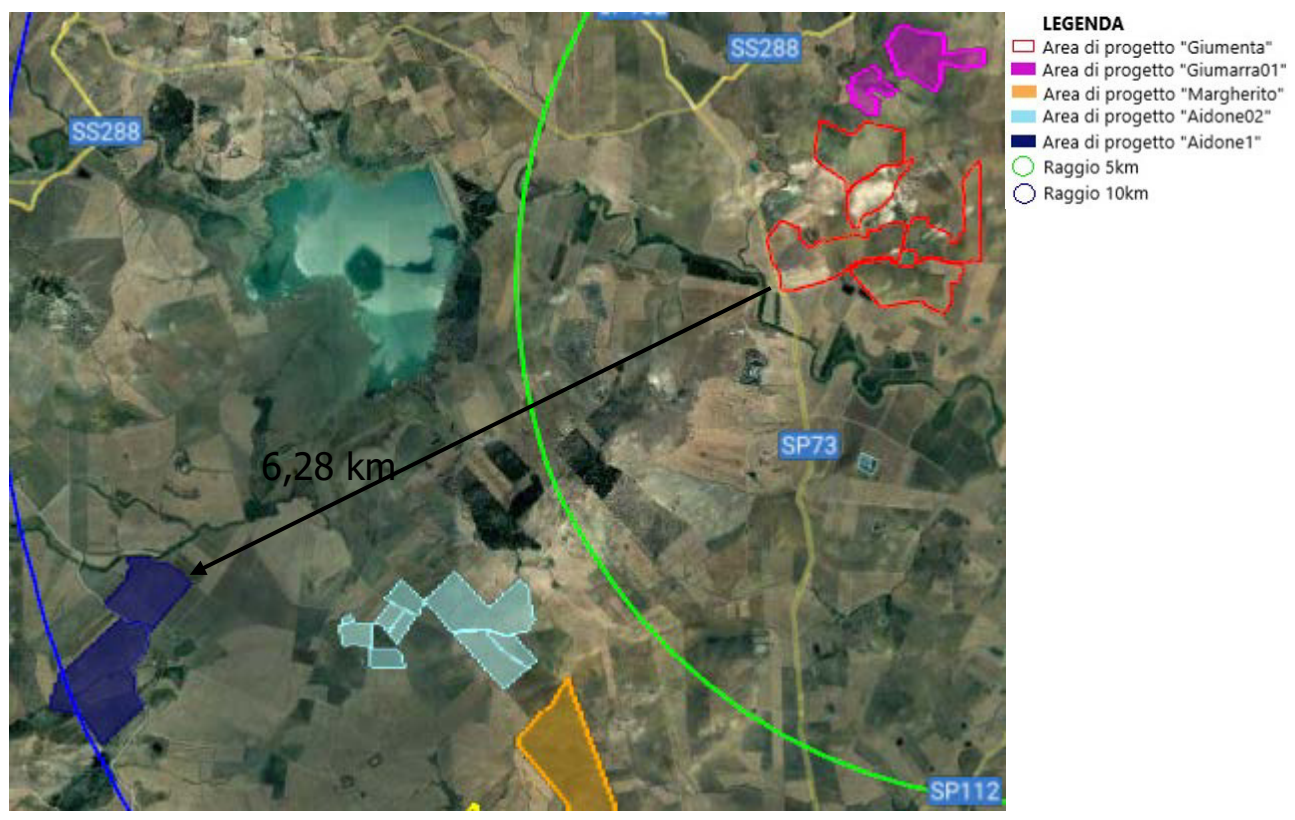 SS288
SS288
SP73
6,28 km
SP112
LEGENDA
Area di progetto "Giumenta"
Area di progetto "Giumarra01"
Area di progetto "Margherito"
Area di progetto "Aidone02"
Area di progetto "Aidone1"
Raggio 5km
Raggio 10km